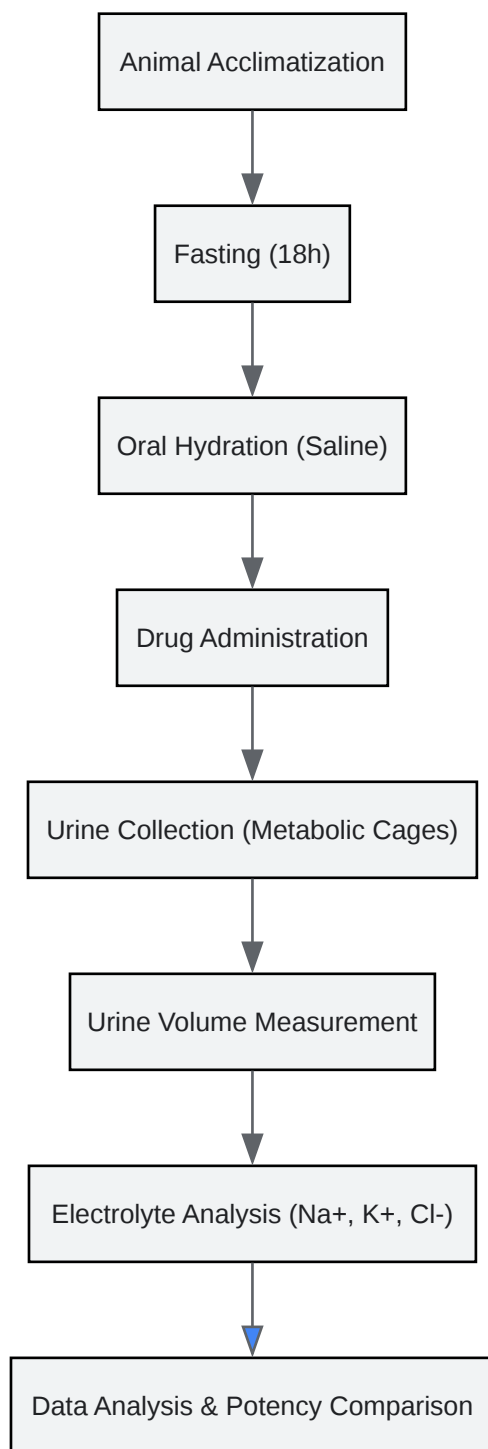 Animal Acclimatization
Fasting (18h)
Oral Hydration (Saline)
Drug Administration
Urine Collection (Metabolic Cages)
Urine Volume Measurement
Electrolyte Analysis (Na+, K+, Cl-)
Data Analysis & Potency Comparison